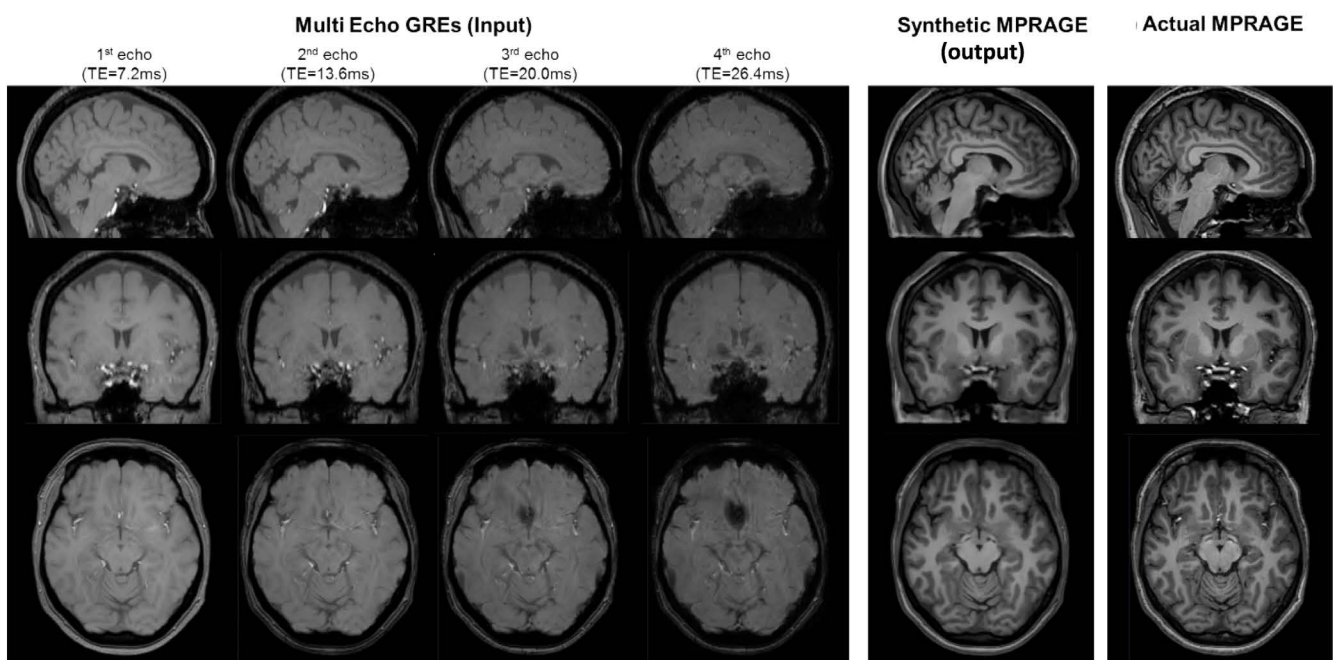 Multi Echo GREs (Input)
Synthetic MPRAGE
(output)
Actual MPRAGE
1st echo
(TE=7.2ms)
2nd echo
(TE=13.6ms)
3rd echo
(TE=20.0ms)
4th echo
(TE=26.4ms)